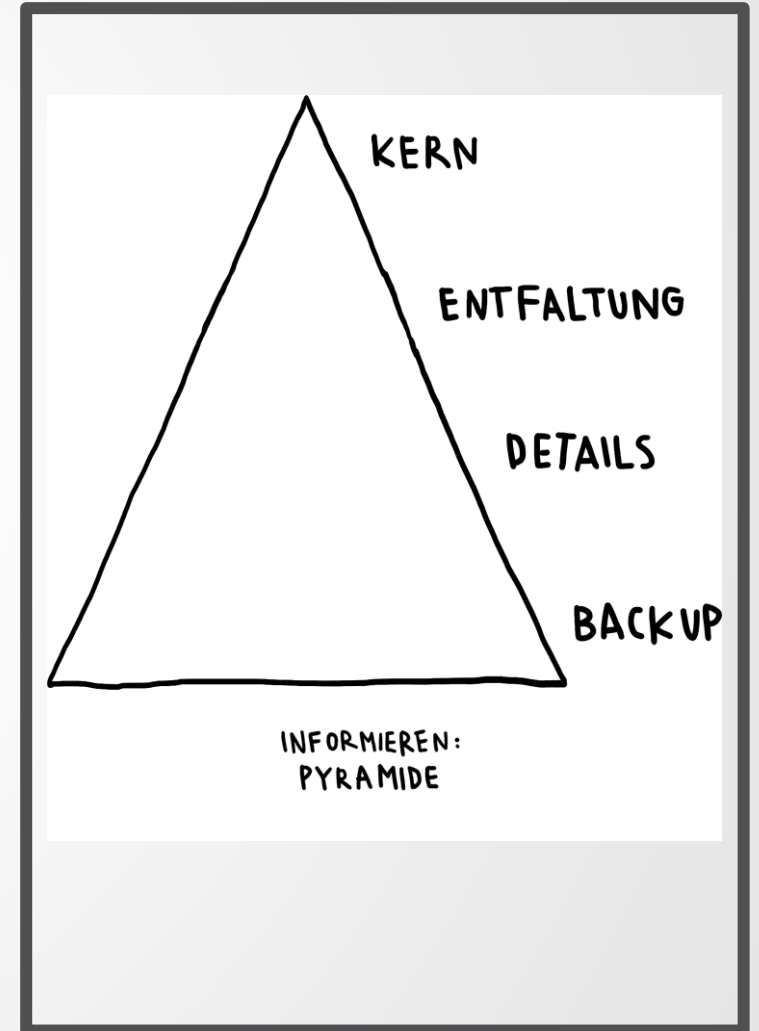 KERN
ENTFALTUNG
DETAILS
BACKUP
INFORMIEREN:
PYRAMIDE